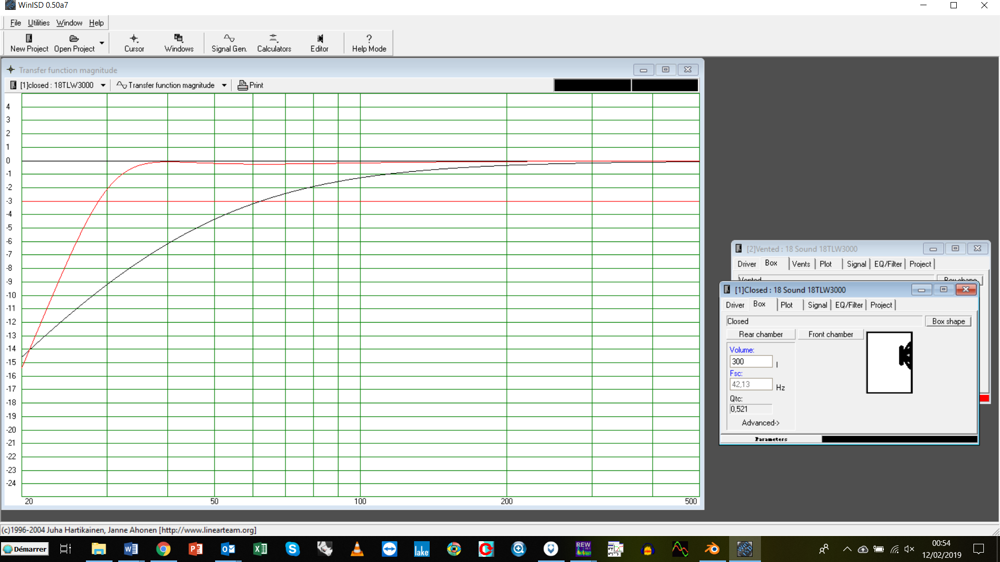 WinISD 0.50a7
File Utilities Window Help
New Project Open Project Cursor Windows Signal Gen. Calculators Editor Help Mode
Transfer function magnitude
[1]closed : 18TLW3000 Transfer function magnitude Print
4
3
2
1
0
-1
-2
-3
-4
-5
-6
-7
-8
-9
-10
-11
-12
-13
-14
-15
-16
-17
-18
-19
-20
-21
-22
-23
-24
20 50 100 200 500
[2]Vented : 18 Sound 18TLW3000
Driver Box Vents Plot Signal EQ/Filter Project
Vented Box shape
[1]Closed : 18 Sound 18TLW3000
Driver Box Plot Signal EQ/Filter Project
Closed Box shape
Rear chamber Front chamber
Volume:
300 l
Fsc:
42,13 Hz
Qtc:
0,521
Advanced->
Parameters
(c)1996-2004 Juha Hartikainen, Janne Ahonen [http://www.linearteam.org]
Démarrer lake REW 00:54
12/02/2019